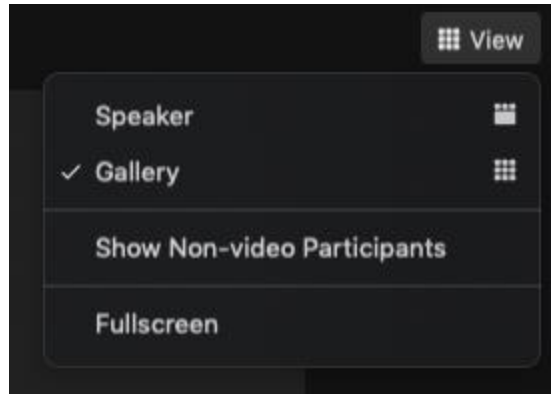 View
Speaker
Gallery
Show Non-video Participants
Fullscreen